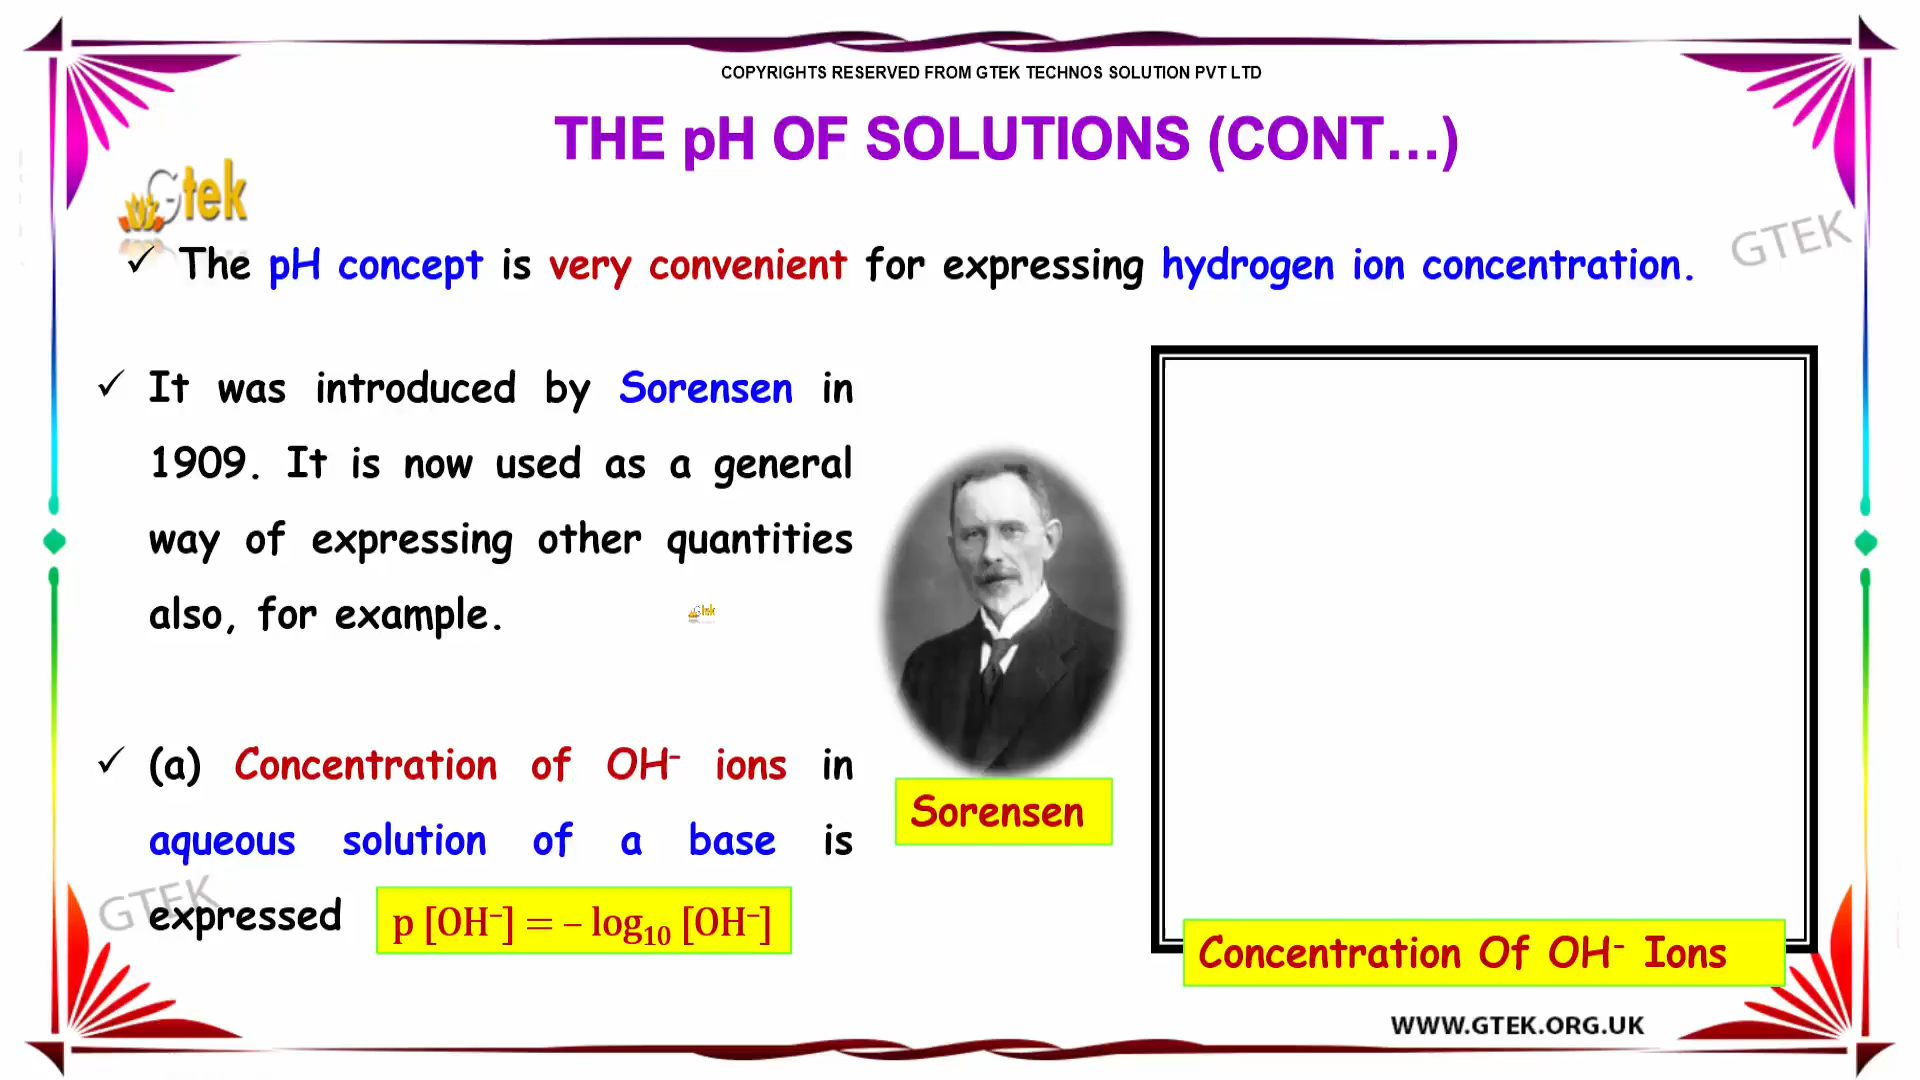 COPYRIGHTS RESERVED FROM GTEK TECHNOS SOLUTION PVT LTD
THE pH OF SOLUTIONS (CONT...)
Gtek
GTEK
✓ The pH concept is very convenient for expressing hydrogen ion concentration.
✓ It was introduced by Sorensen in
1909. It is now used as a general
way of expressing other quantities
also, for example.
Gtek
✓ (a) Concentration of OH⁻ ions in
aqueous solution of a base is
expressed
p [OH⁻] = – log₁₀ [OH⁻]
GTEK
Sorensen
Concentration Of OH⁻ Ions
WWW.GTEK.ORG.UK